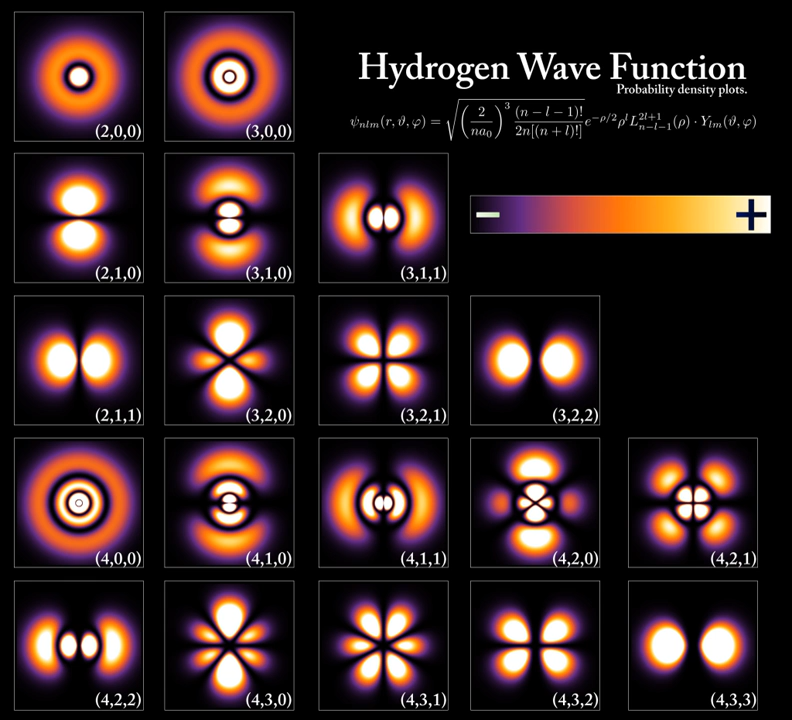 Hydrogen Wave Function
Probability density plots.
ψₙₗₘ(r, ϑ, φ) = √((2/(na₀))³ (n − l − 1)!/(2n[(n + l)!])) e^(−ρ/2) ρˡ L_{n−l−1}^{2l+1}(ρ) · Yₗₘ(ϑ, φ)
(2,0,0) (3,0,0)
− +
(2,1,0) (3,1,0) (3,1,1)
(2,1,1) (3,2,0) (3,2,1) (3,2,2)
(4,0,0) (4,1,0) (4,1,1) (4,2,0) (4,2,1)
(4,2,2) (4,3,0) (4,3,1) (4,3,2) (4,3,3)